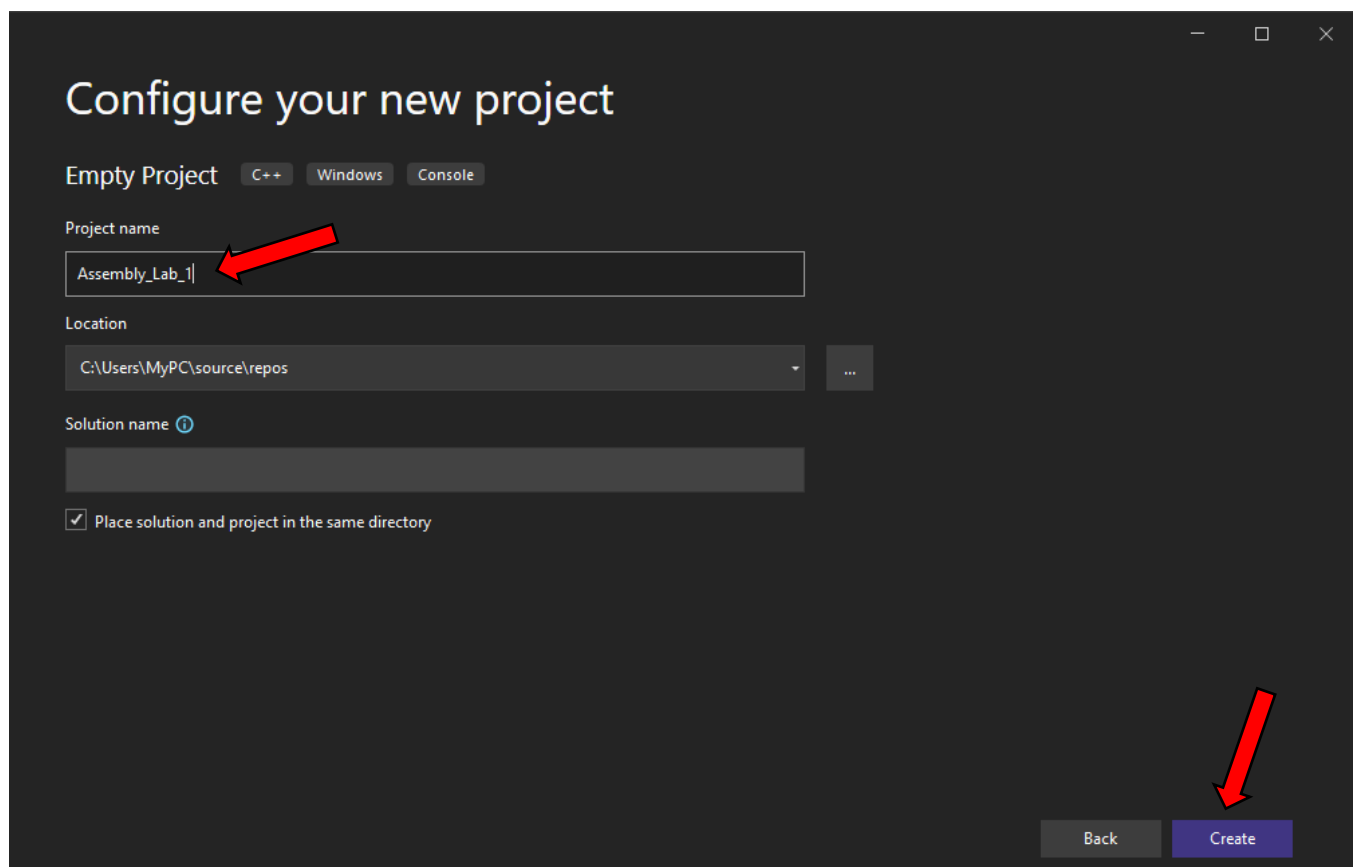 Configure your new project
Empty Project C++ Windows Console
Project name
Assembly_Lab_1
Location
C:\Users\MyPC\source\repos
...
Solution name
Place solution and project in the same directory
Back Create